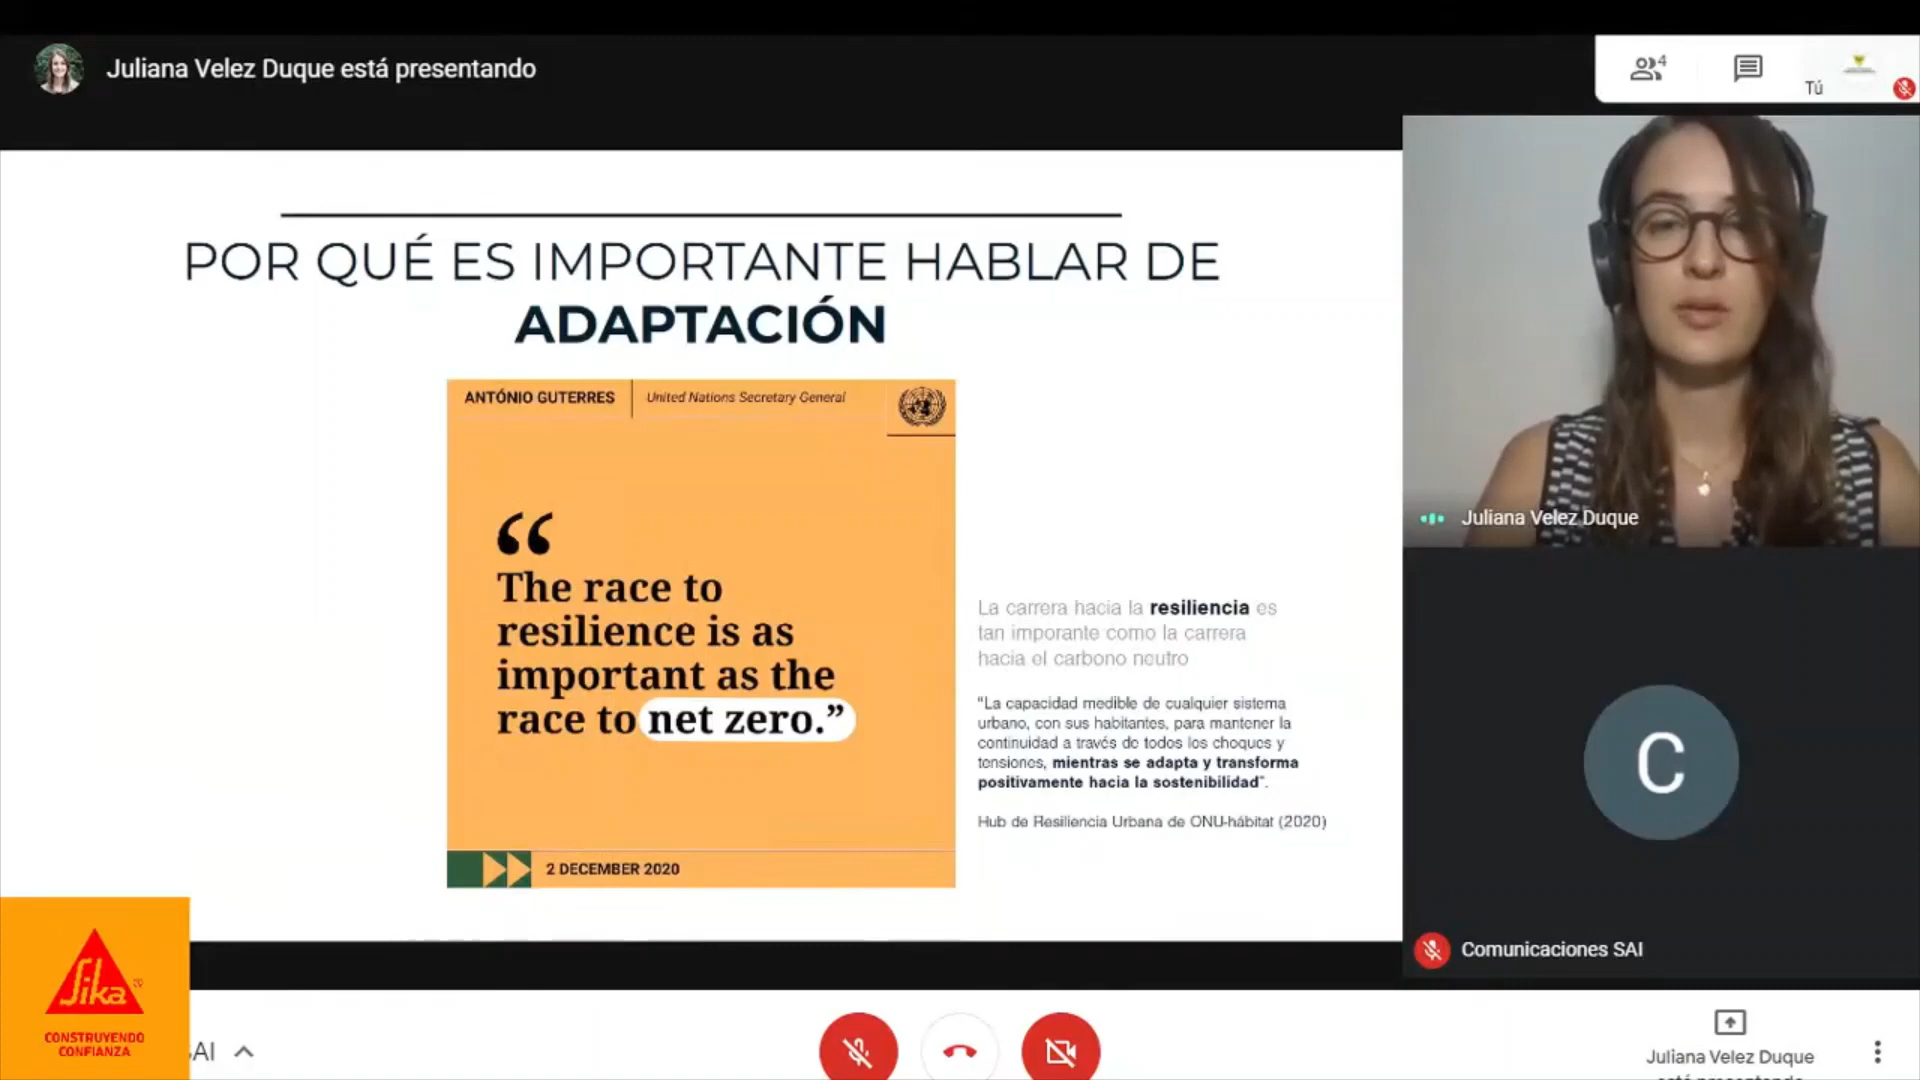 Juliana Velez Duque está presentando
4
Tú
POR QUÉ ES IMPORTANTE HABLAR DE
ADAPTACIÓN
ANTÓNIO GUTERRES
United Nations Secretary General
“
The race to
resilience is as
important as the
race to net zero.”
2 DECEMBER 2020
La carrera hacia la resiliencia es
tan imporante como la carrera
hacia el carbono neutro
“La capacidad medible de cualquier sistema
urbano, con sus habitantes, para mantener la
continuidad a través de todos los choques y
tensiones, mientras se adapta y transforma
positivamente hacia la sostenibilidad”.
Hub de Resiliencia Urbana de ONU-hábitat (2020)
Juliana Velez Duque
C
Comunicaciones SAI
Sika®
CONSTRUYENDO
CONFIANZA
AI
Juliana Velez Duque